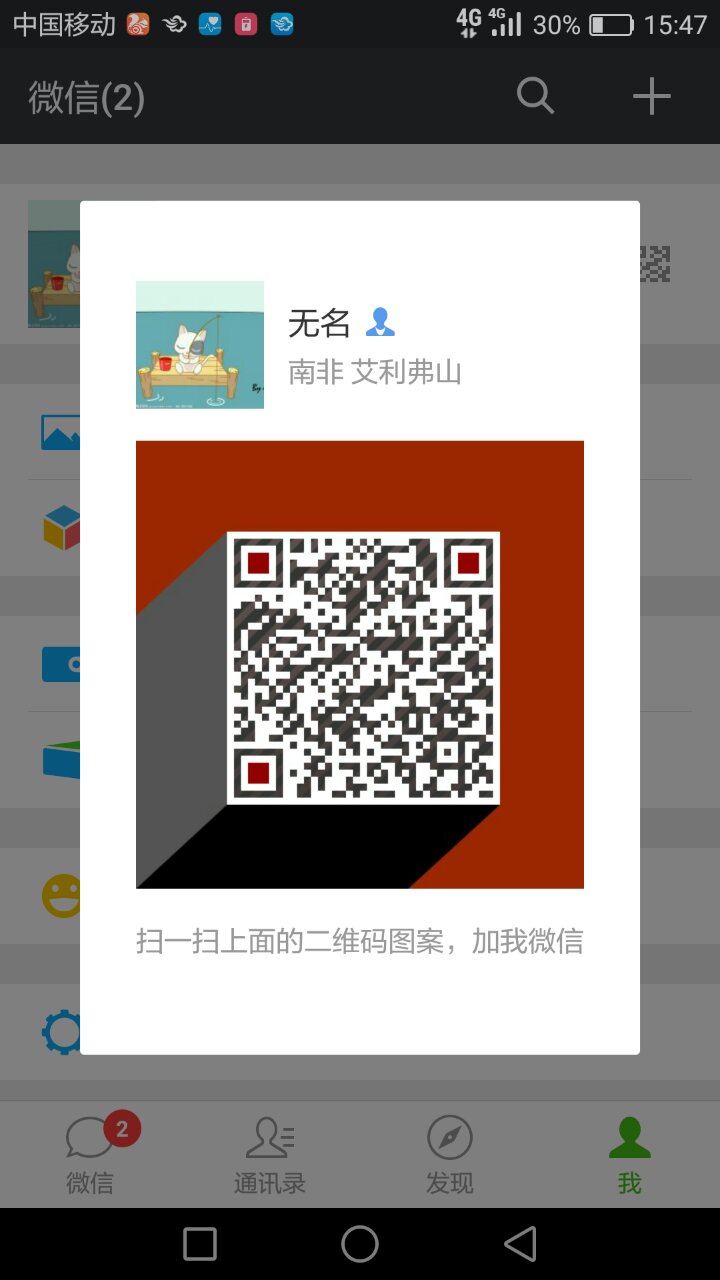 中国移动 4G 4G 30% 15:47
微信(2)
无名
南非 艾利弗山
扫一扫上面的二维码图案，加我微信
2
微信 通讯录 发现 我